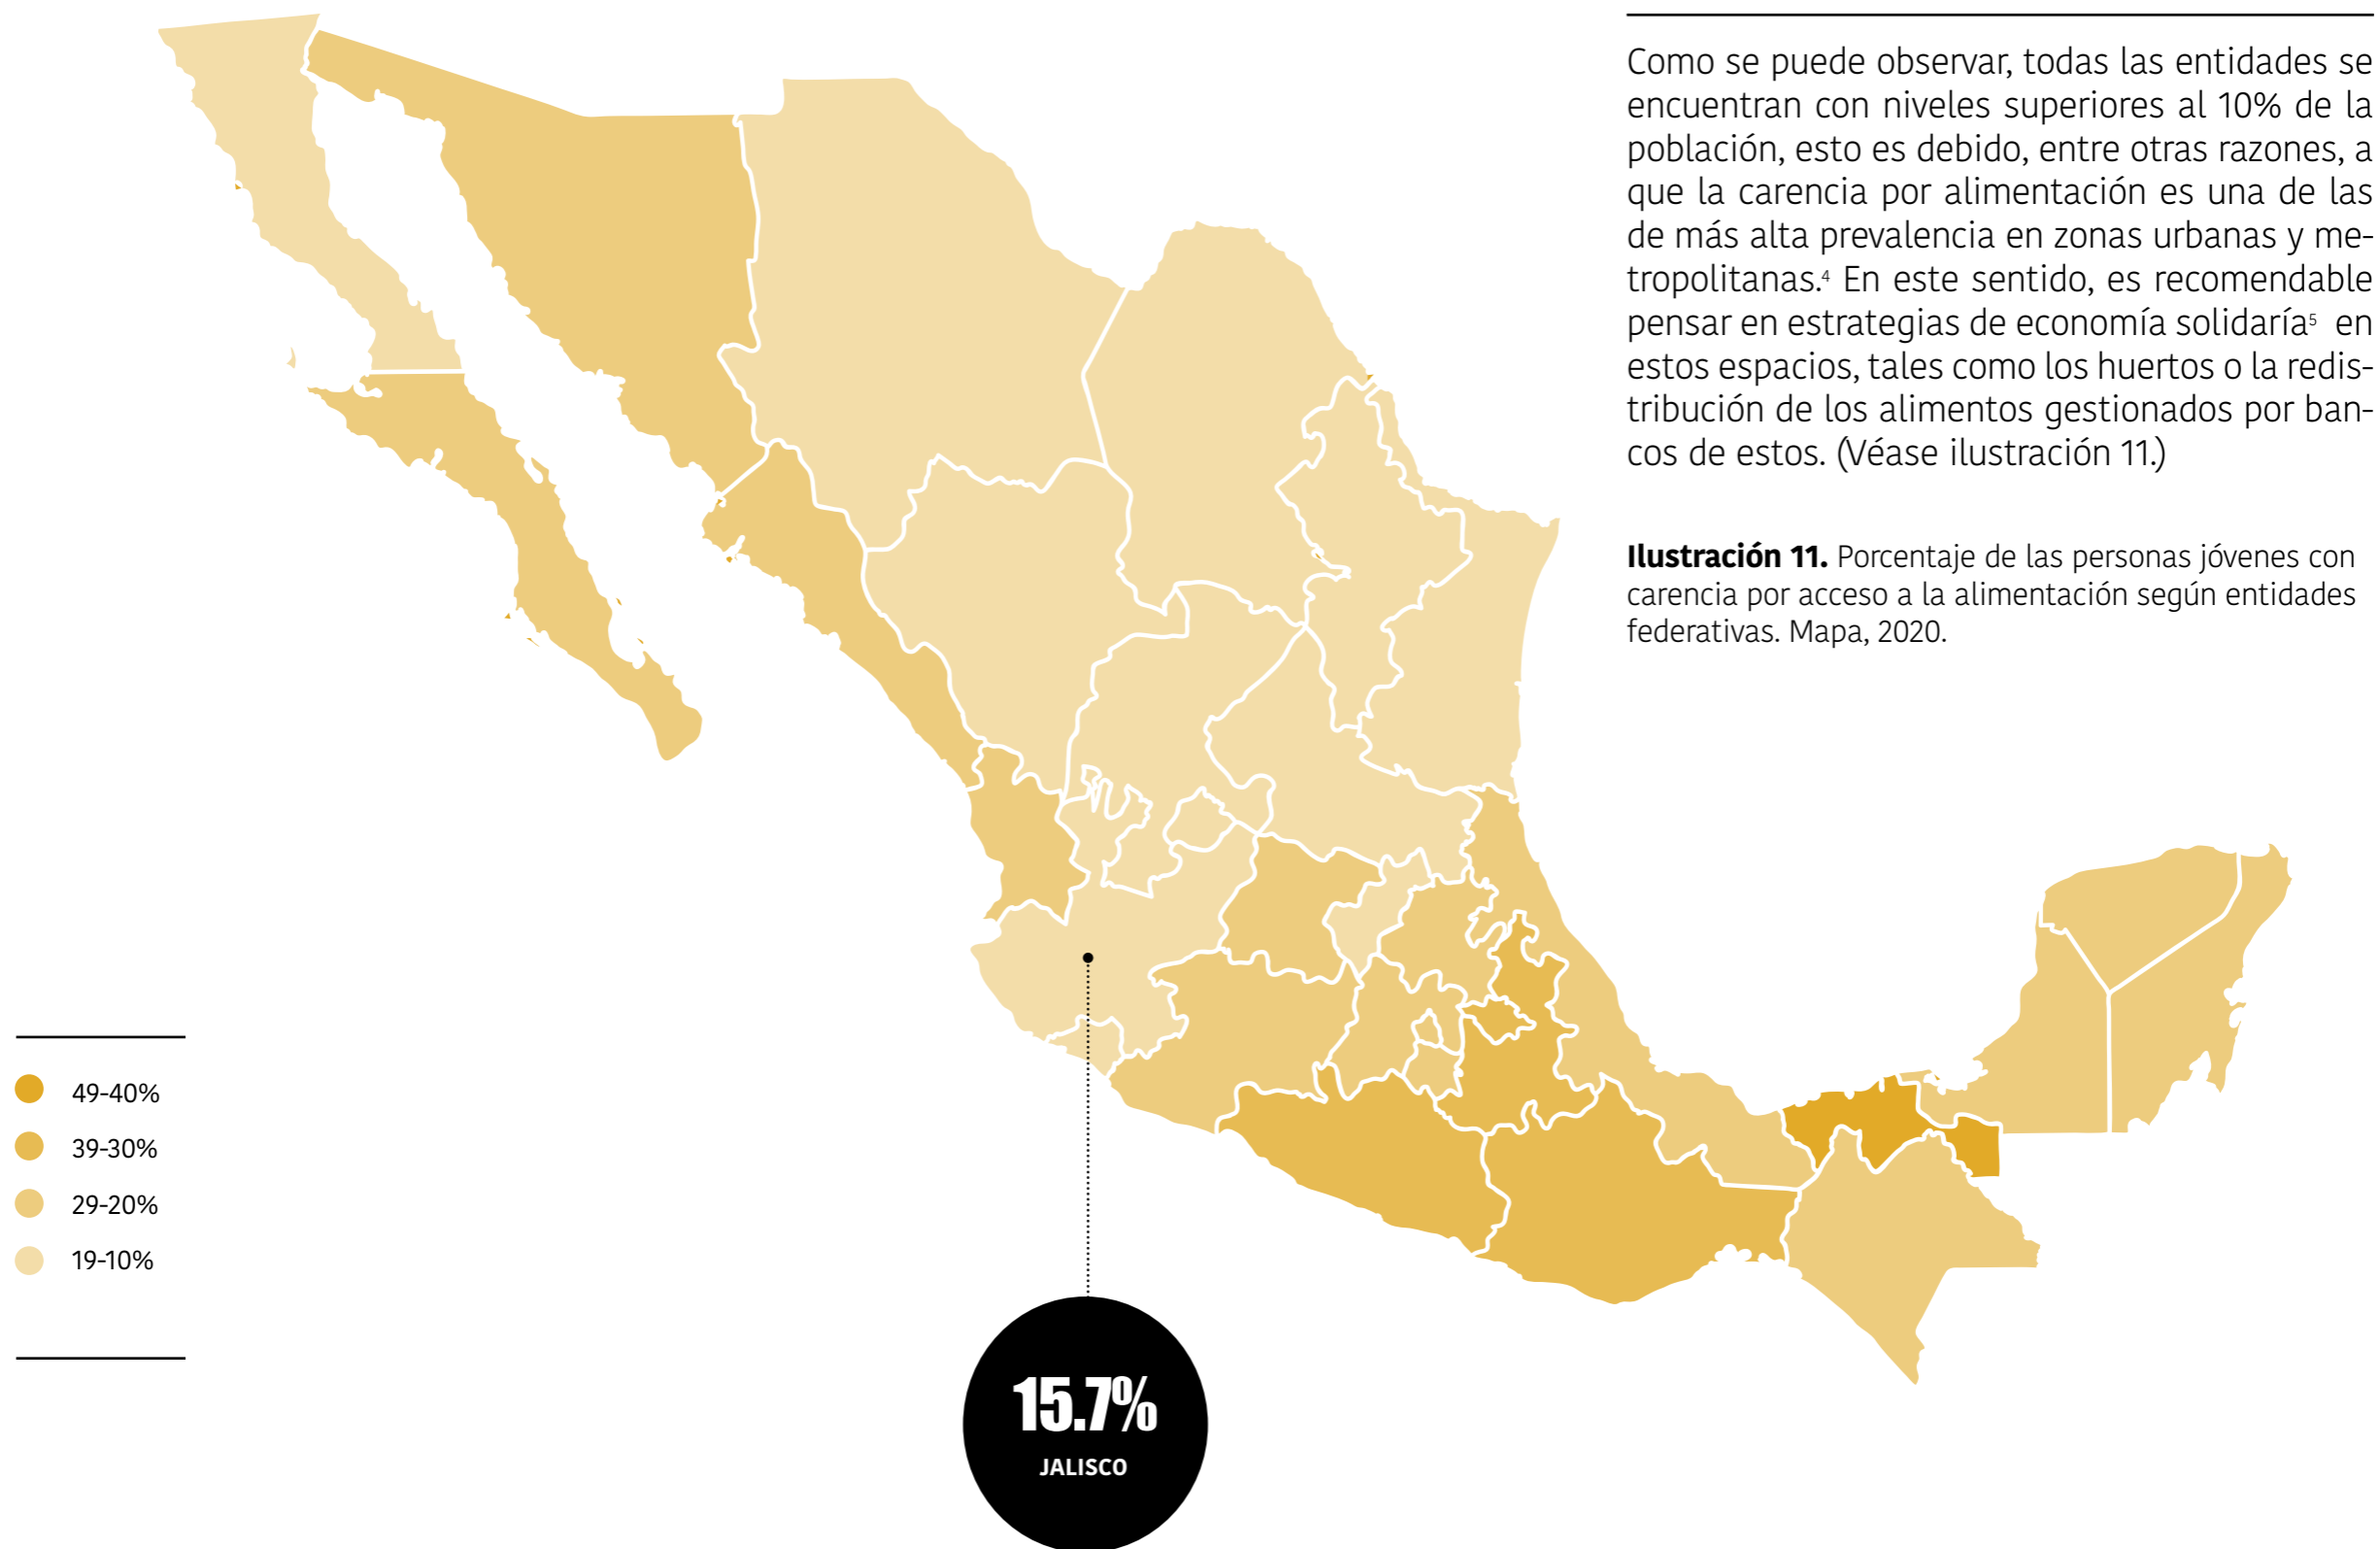 Como se puede observar, todas las entidades se
encuentran con niveles superiores al 10% de la
población, esto es debido, entre otras razones, a
que la carencia por alimentación es una de las
de más alta prevalencia en zonas urbanas y me-
tropolitanas.⁴ En este sentido, es recomendable
pensar en estrategias de economía solidaría⁵ en
estos espacios, tales como los huertos o la redis-
tribución de los alimentos gestionados por ban-
cos de estos. (Véase ilustración 11.)
Ilustración 11. Porcentaje de las personas jóvenes con
carencia por acceso a la alimentación según entidades
federativas. Mapa, 2020.
49-40%
39-30%
29-20%
19-10%
15.7%
JALISCO